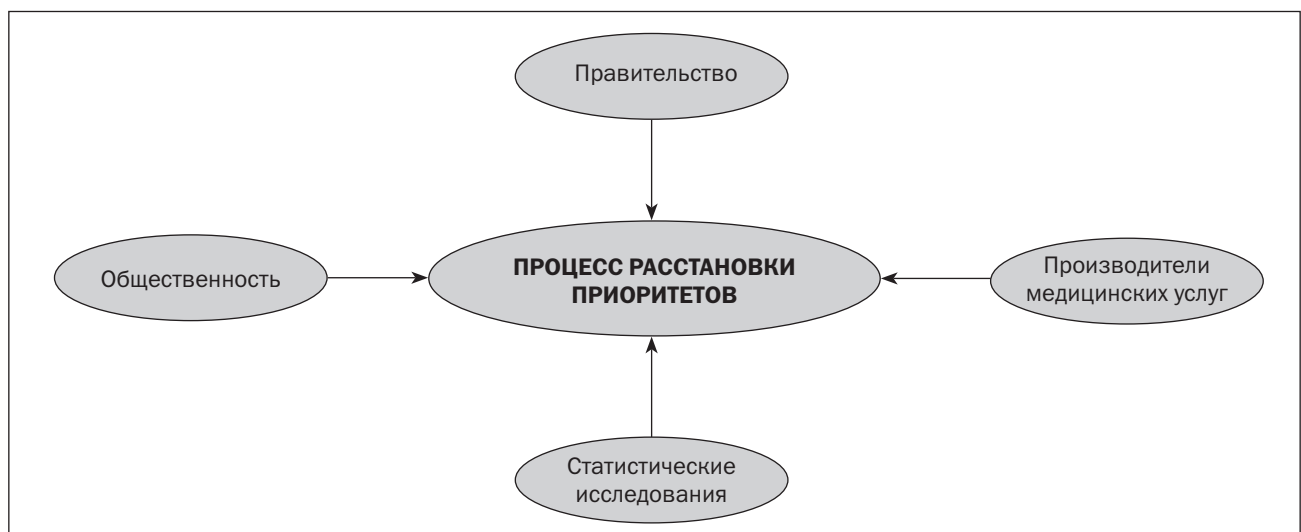 Правительство
Общественность
ПРОЦЕСС РАССТАНОВКИ
ПРИОРИТЕТОВ
Производители
медицинских услуг
Статистические
исследования